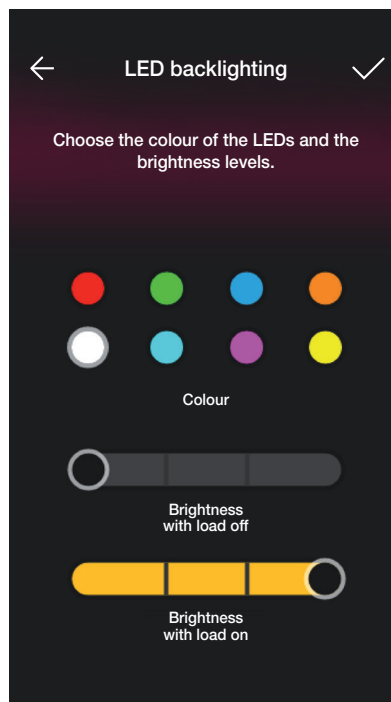 LED backlighting
Choose the colour of the LEDs and the
brightness levels.
Colour
Brightness
with load off
Brightness
with load on